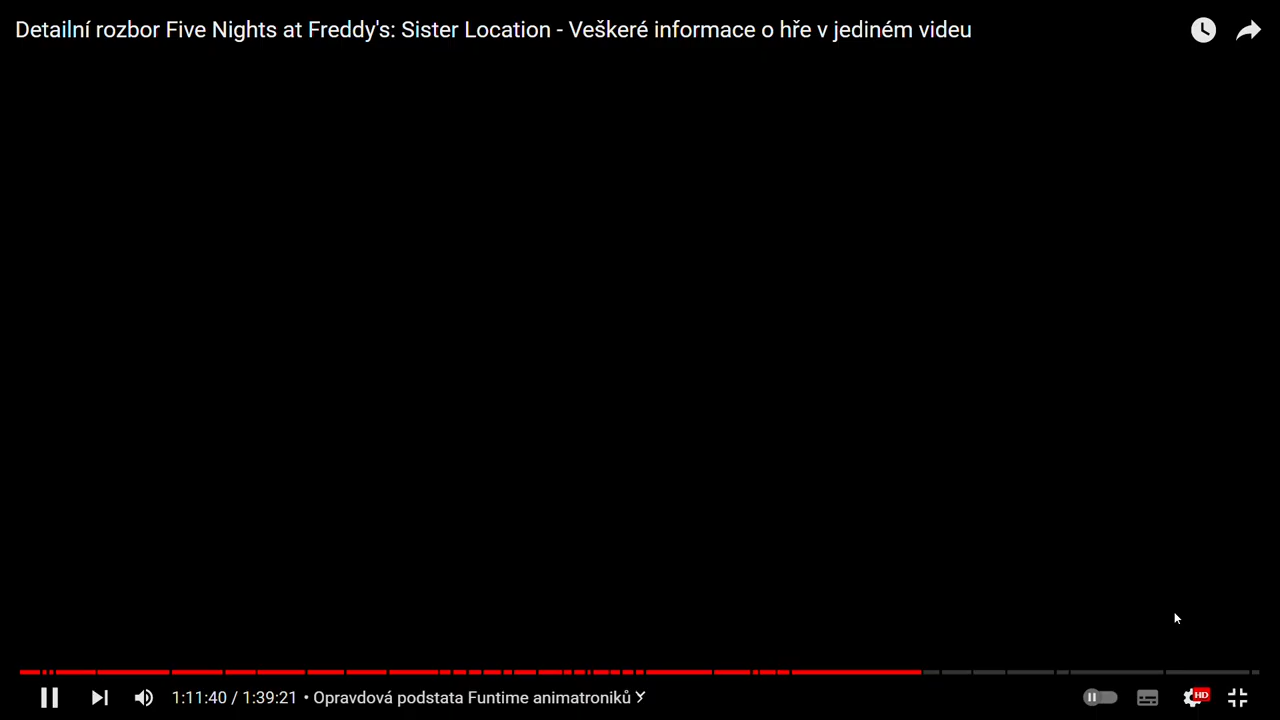 Detailní rozbor Five Nights at Freddy's: Sister Location - Veškeré informace o hře v jediném videu
1:11:40 / 1:39:21 • Opravdová podstata Funtime animatroniků
HD